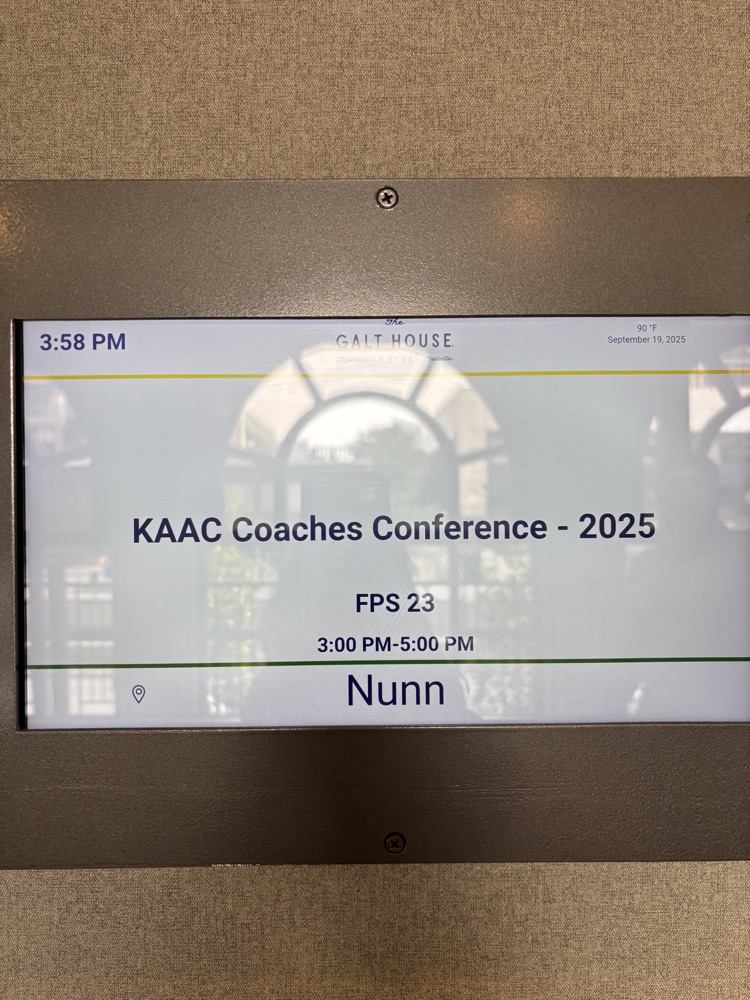 The
3:58 PM
GALT HOUSE
HOTEL
90 °F
September 19, 2025
KAAC Coaches Conference - 2025
FPS 23
3:00 PM-5:00 PM
Nunn